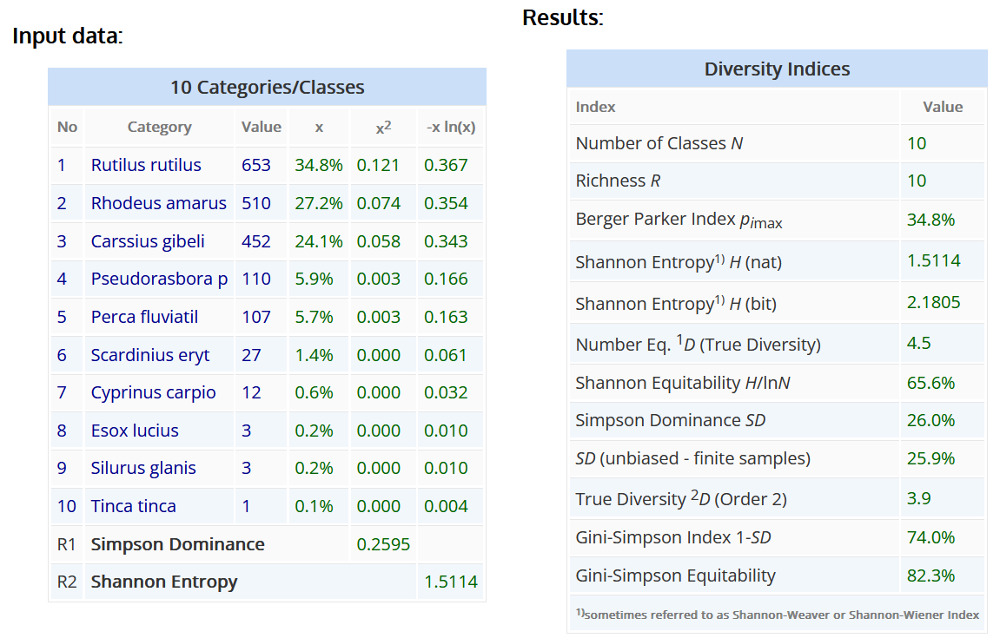 Input data:
10 Categories/Classes
No Category Value x x² -x ln(x)
1 Rutilus rutilus 653 34.8% 0.121 0.367
2 Rhodeus amarus 510 27.2% 0.074 0.354
3 Carssius gibeli 452 24.1% 0.058 0.343
4 Pseudorasbora p 110 5.9% 0.003 0.166
5 Perca fluviatil 107 5.7% 0.003 0.163
6 Scardinius eryt 27 1.4% 0.000 0.061
7 Cyprinus carpio 12 0.6% 0.000 0.032
8 Esox lucius 3 0.2% 0.000 0.010
9 Silurus glanis 3 0.2% 0.000 0.010
10 Tinca tinca 1 0.1% 0.000 0.004
R1 Simpson Dominance 0.2595
R2 Shannon Entropy 1.5114
Results:
Diversity Indices
Index Value
Number of Classes N 10
Richness R 10
Berger Parker Index pimax 34.8%
Shannon Entropy¹⁾ H (nat) 1.5114
Shannon Entropy¹⁾ H (bit) 2.1805
Number Eq. ¹D (True Diversity) 4.5
Shannon Equitability H/lnN 65.6%
Simpson Dominance SD 26.0%
SD (unbiased - finite samples) 25.9%
True Diversity ²D (Order 2) 3.9
Gini-Simpson Index 1-SD 74.0%
Gini-Simpson Equitability 82.3%
¹⁾sometimes referred to as Shannon-Weaver or Shannon-Wiener Index